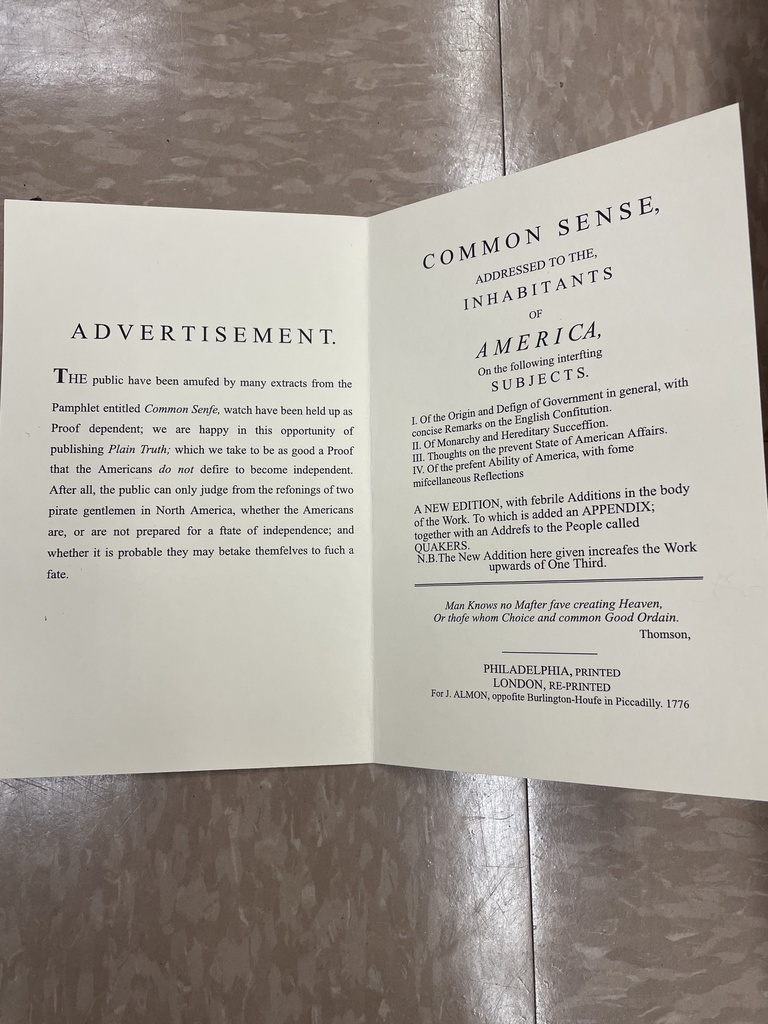 ADVERTISEMENT.
THE public have been amufed by many extracts from the
Pamphlet entitled Common Senfe, watch have been held up as
Proof dependent; we are happy in this opportunity of
publishing Plain Truth; which we take to be as good a Proof
that the Americans do not defire to become independent.
After all, the public can only judge from the refonings of two
pirate gentlemen in North America, whether the Americans
are, or are not prepared for a ftate of independence; and
whether it is probable they may betake themfelves to fuch a
fate.
COMMON SENSE,
ADDRESSED TO THE,
INHABITANTS
OF
AMERICA,
On the following interfting
SUBJECTS.
I. Of the Origin and Defign of Government in general, with
concise Remarks on the English Confitution.
II. Of Monarchy and Hereditary Succeffion.
III. Thoughts on the prevent State of American Affairs.
IV. Of the prefent Ability of America, with fome
mifcellaneous Reflections
A NEW EDITION, with febrile Additions in the body
of the Work. To which is added an APPENDIX;
together with an Addrefs to the People called
QUAKERS.
N.B.The New Addition here given increafes the Work
upwards of One Third.
Man Knows no Mafter fave creating Heaven,
Or thofe whom Choice and common Good Ordain.
Thomson,
PHILADELPHIA, PRINTED
LONDON, RE-PRINTED
For J. ALMON, oppofite Burlington-Houfe in Piccadilly. 1776